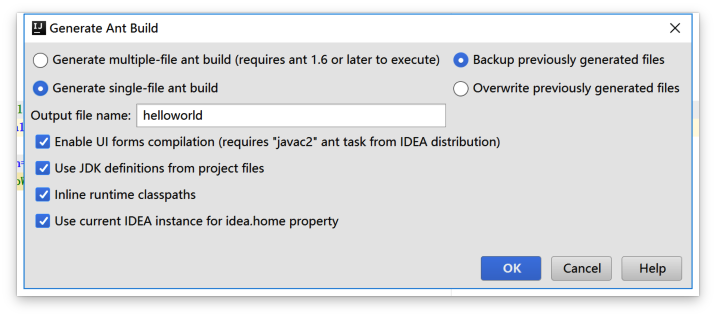 Generate Ant Build
Generate multiple-file ant build (requires ant 1.6 or later to execute)
Backup previously generated files
Generate single-file ant build
Overwrite previously generated files
Output file name: helloworld
Enable UI forms compilation (requires "javac2" ant task from IDEA distribution)
Use JDK definitions from project files
Inline runtime classpaths
Use current IDEA instance for idea.home property
OK Cancel Help